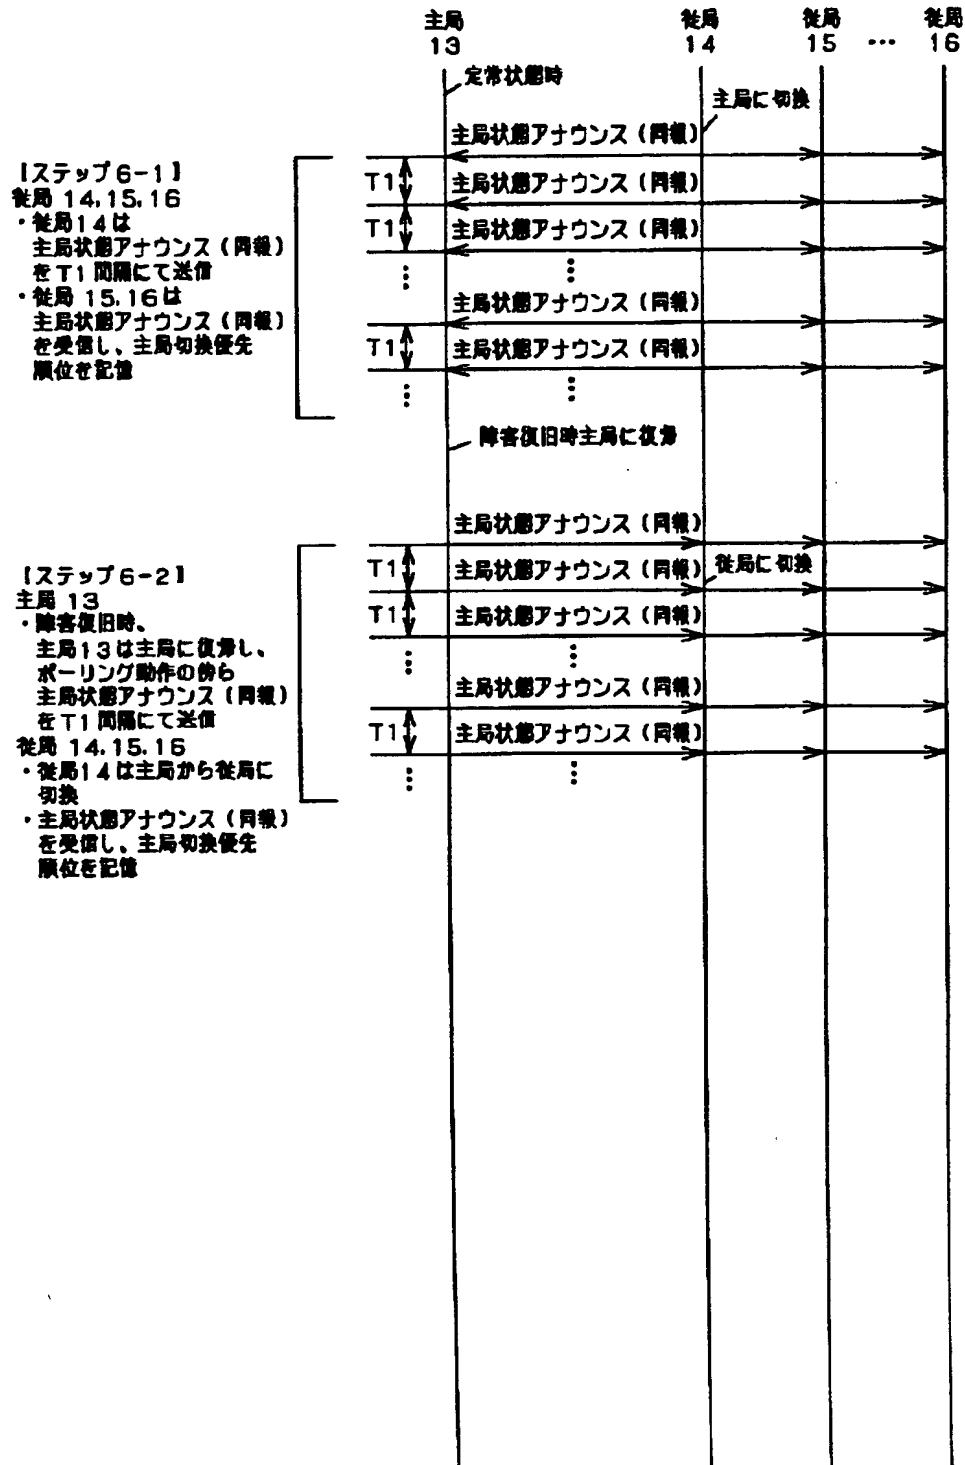 主局 従局 従局 従局
13 14 15 … 16
定常状態時
主局に切換
主局状態アナウンス（同報）
T1 主局状態アナウンス（同報）
T1 主局状態アナウンス（同報）
主局状態アナウンス（同報）
T1 主局状態アナウンス（同報）
［ステップ6-1］
従局 14.15.16
・従局14は
主局状態アナウンス（同報）
をT1間隔にて送信
・従局 15.16は
主局状態アナウンス（同報）
を受信し、主局切換優先
順位を記憶
障害復旧時主局に復帰
主局状態アナウンス（同報）
T1 主局状態アナウンス（同報） 従局に切換
T1 主局状態アナウンス（同報）
主局状態アナウンス（同報）
T1 主局状態アナウンス（同報）
［ステップ6-2］
主局 13
・障害復旧時、
主局13は主局に復帰し、
ポーリング動作の傍ら
主局状態アナウンス（同報）
をT1間隔にて送信
従局 14.15.16
・従局14は主局から従局に
切換
・主局状態アナウンス（同報）
を受信し、主局切換優先
順位を記憶